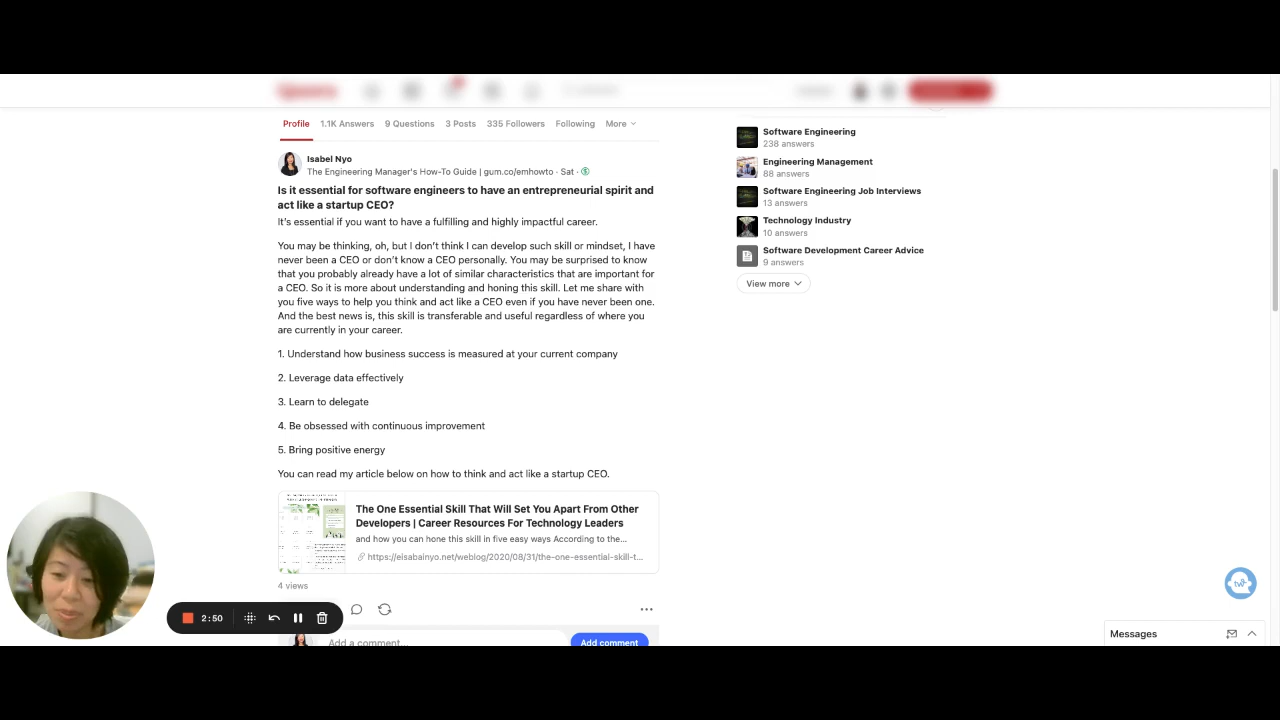 Profile 1.1K Answers 9 Questions 3 Posts 335 Followers Following More
Isabel Nyo
The Engineering Manager's How-To Guide | gum.co/emhowto · Sat ·
Is it essential for software engineers to have an entrepreneurial spirit and
act like a startup CEO?
It's essential if you want to have a fulfilling and highly impactful career.
You may be thinking, oh, but I don't think I can develop such skill or mindset, I have
never been a CEO or don't know a CEO personally. You may be surprised to know
that you probably already have a lot of similar characteristics that are important for
a CEO. So it is more about understanding and honing this skill. Let me share with
you five ways to help you think and act like a CEO even if you have never been one.
And the best news is, this skill is transferable and useful regardless of where you
are currently in your career.
1. Understand how business success is measured at your current company
2. Leverage data effectively
3. Learn to delegate
4. Be obsessed with continuous improvement
5. Bring positive energy
You can read my article below on how to think and act like a startup CEO.
The One Essential Skill That Will Set You Apart From Other
Developers | Career Resources For Technology Leaders
and how you can hone this skill in five easy ways According to the...
https://eisabainyo.net/weblog/2020/08/31/the-one-essential-skill-t...
4 views
2:50
Add a comment...
Add comment
Software Engineering
238 answers
Engineering Management
88 answers
Software Engineering Job Interviews
13 answers
Technology Industry
10 answers
Software Development Career Advice
9 answers
View more
Messages